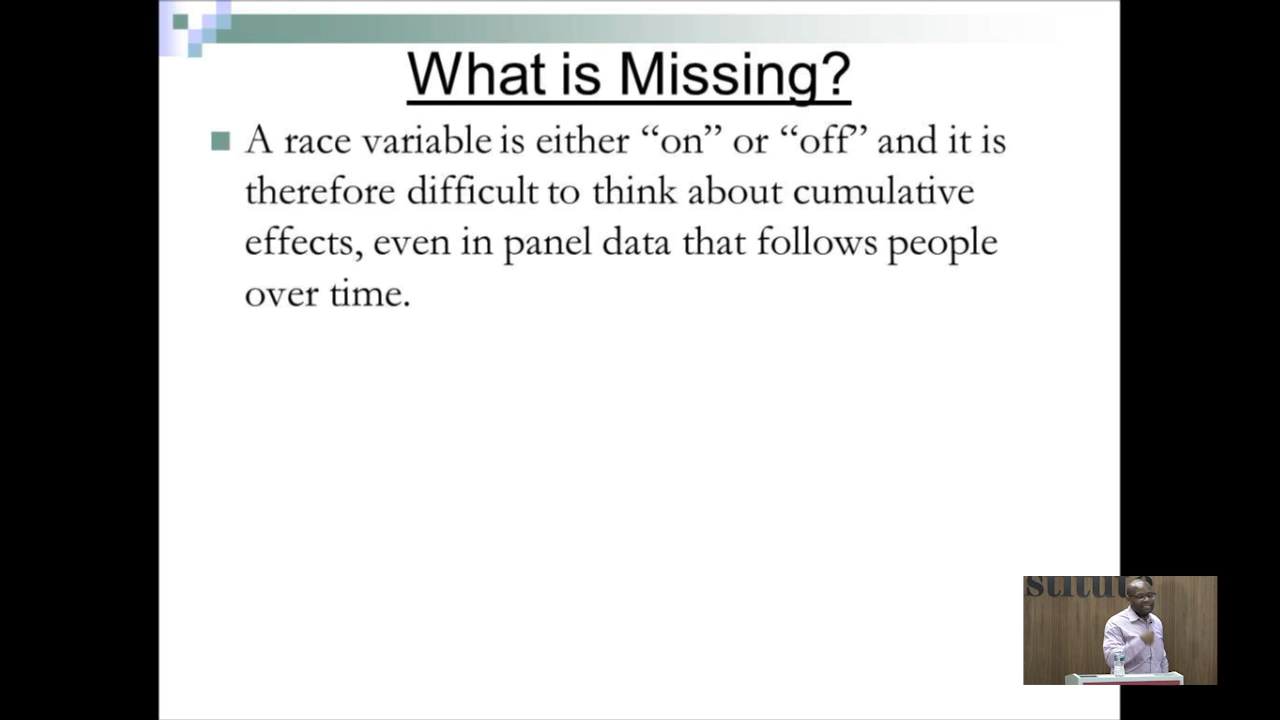 What is Missing?
A race variable is either “on” or “off” and it is
therefore difficult to think about cumulative
effects, even in panel data that follows people
over time.